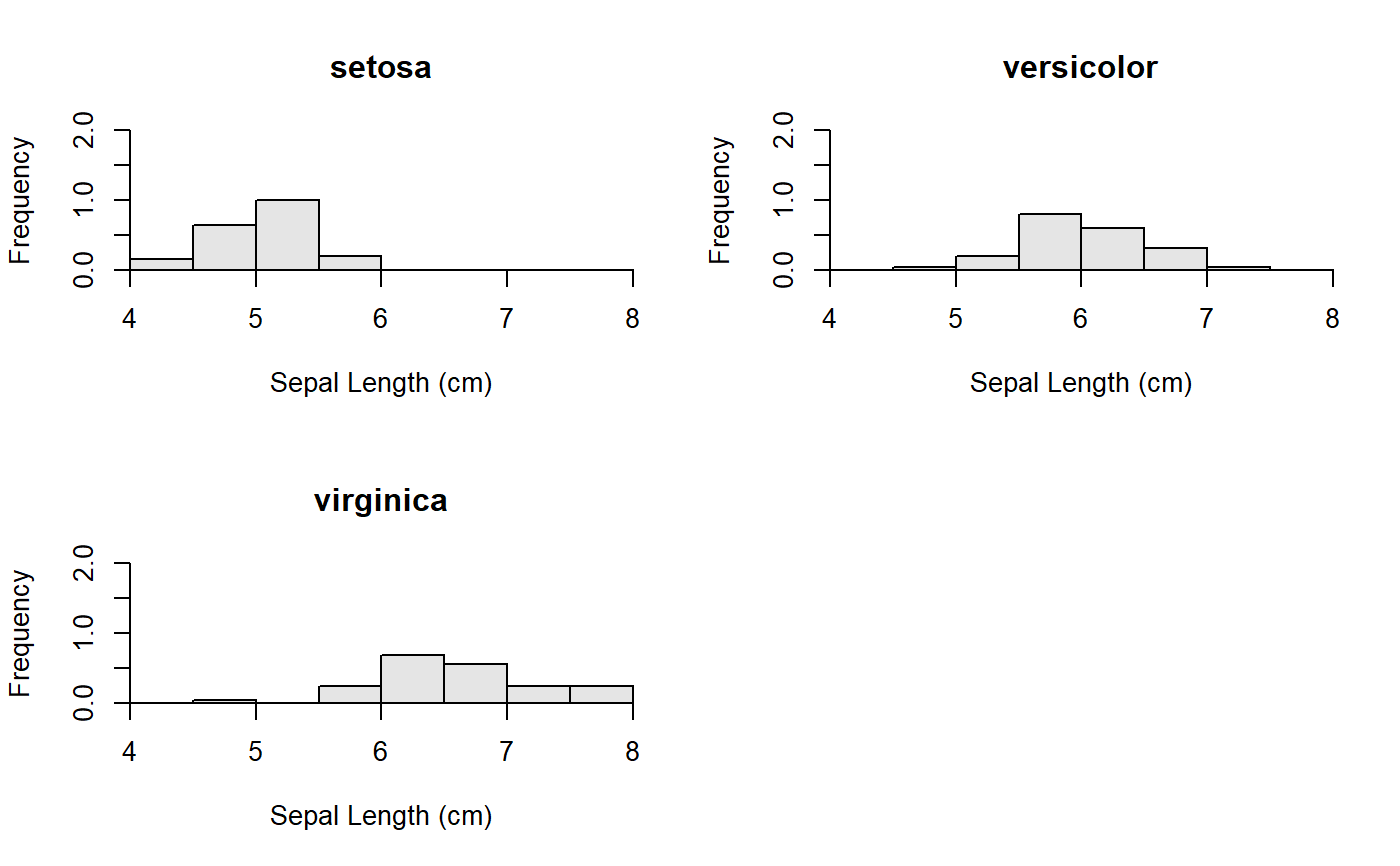 setosa
Frequency
2.0
1.0
0.0
4 5 6 7 8
Sepal Length (cm)
versicolor
Frequency
2.0
1.0
0.0
4 5 6 7 8
Sepal Length (cm)
virginica
Frequency
2.0
1.0
0.0
4 5 6 7 8
Sepal Length (cm)